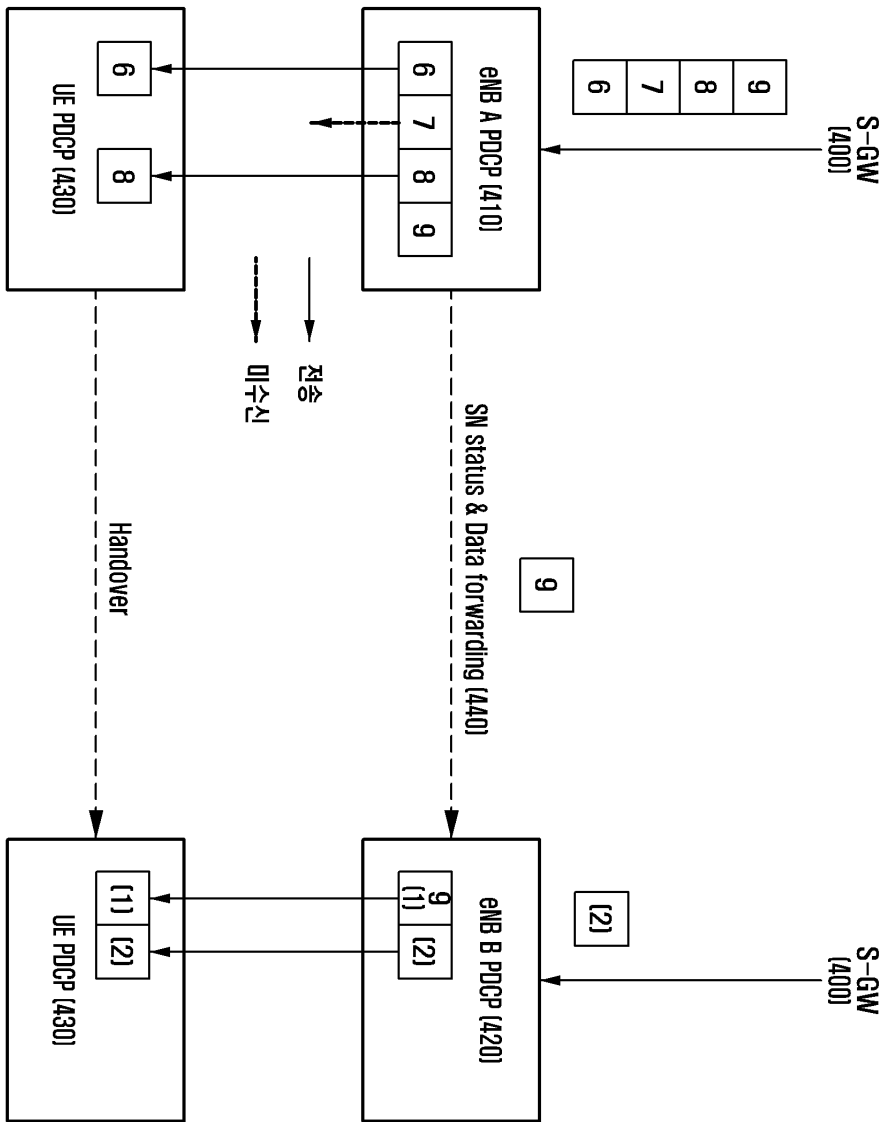 S-GW
(400)
S-GW
(400)
9
8
7
6
(2)
9
eNB A PDCP (410)
SN status & Data forwarding (440)
eNB B PDCP (420)
6 7 8 9
9
(1)
(2)
전송
미수신
6 8
Handover
(1) (2)
UE PDCP (430)
UE PDCP (430)